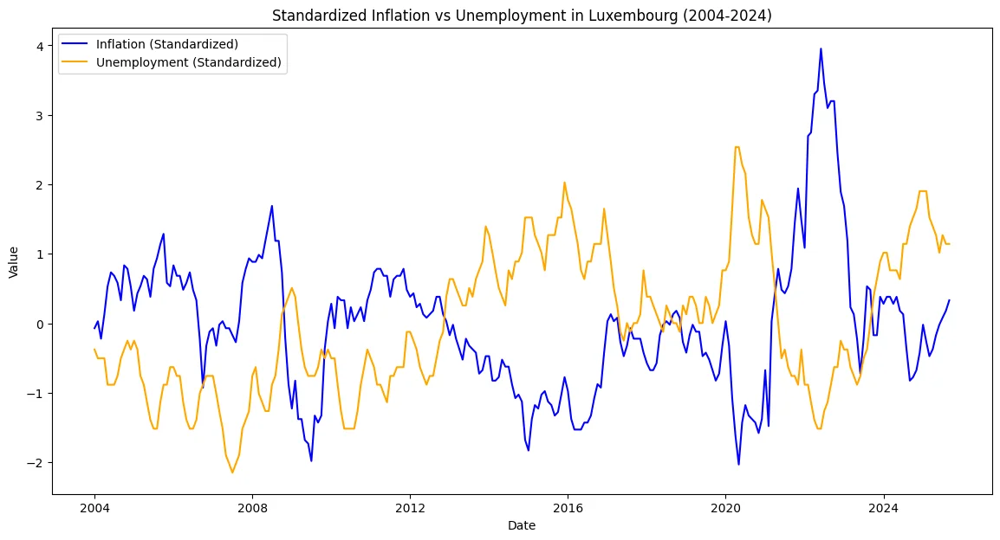 Standardized Inflation vs Unemployment in Luxembourg (2004-2024)
Inflation (Standardized)
Unemployment (Standardized)
Value
4
3
2
1
0
−1
−2
2004 2008 2012 2016 2020 2024
Date